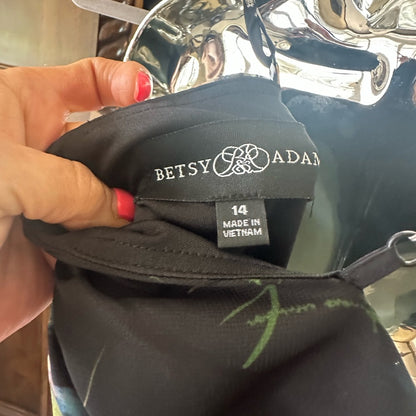 BETSY & ADAM
14
MADE IN
VIETNAM